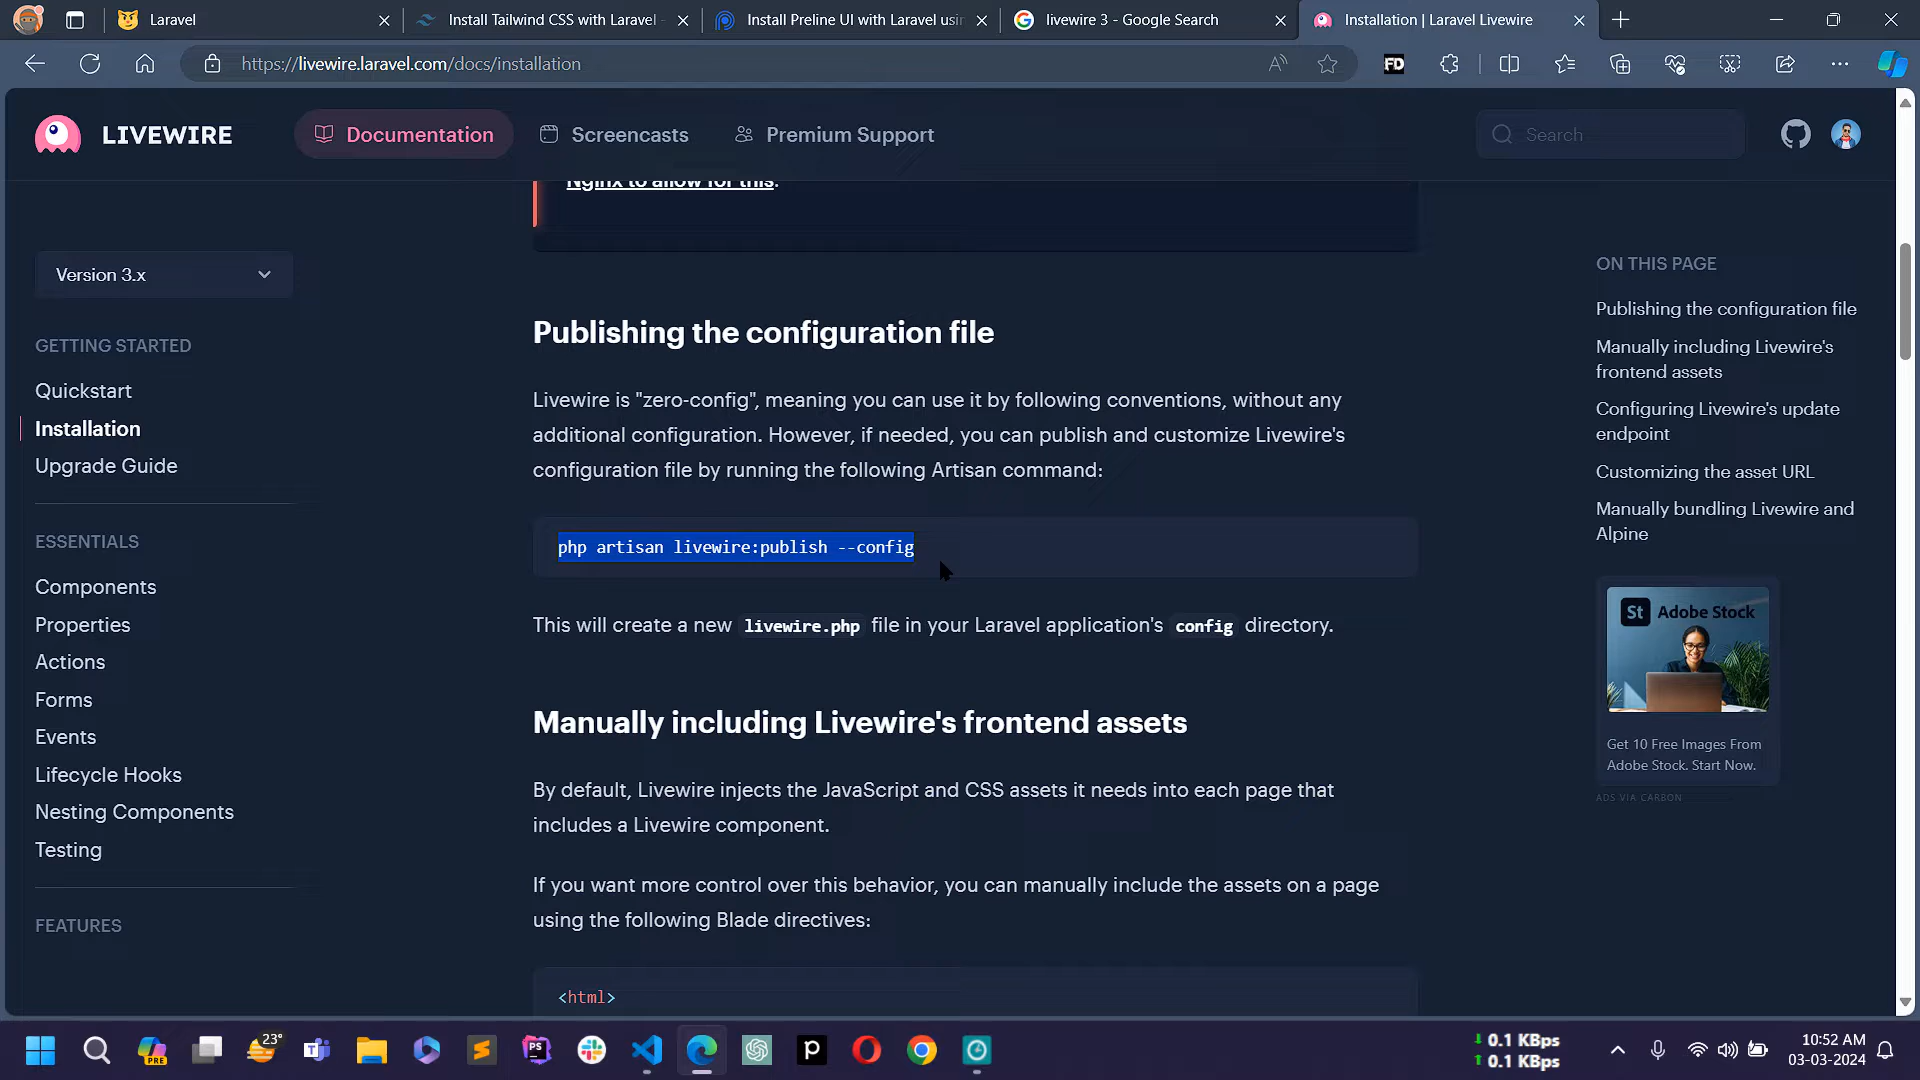 Laravel
Install Tailwind CSS with Laravel -
Install Preline UI with Laravel usin
livewire 3 - Google Search
Installation | Laravel Livewire
https://livewire.laravel.com/docs/installation
FD
LIVEWIRE
Documentation
Screencasts
Premium Support
Search
Nginx to allow for this.
Version 3.x
GETTING STARTED
Quickstart
Installation
Upgrade Guide
ESSENTIALS
Components
Properties
Actions
Forms
Events
Lifecycle Hooks
Nesting Components
Testing
FEATURES
Publishing the configuration file
Livewire is "zero-config", meaning you can use it by following conventions, without any
additional configuration. However, if needed, you can publish and customize Livewire's
configuration file by running the following Artisan command:
php artisan livewire:publish --config
This will create a new livewire.php file in your Laravel application's config directory.
Manually including Livewire's frontend assets
By default, Livewire injects the JavaScript and CSS assets it needs into each page that
includes a Livewire component.
If you want more control over this behavior, you can manually include the assets on a page
using the following Blade directives:
<html>
ON THIS PAGE
Publishing the configuration file
Manually including Livewire's
frontend assets
Configuring Livewire's update
endpoint
Customizing the asset URL
Manually bundling Livewire and
Alpine
St Adobe Stock
Get 10 Free Images From
Adobe Stock. Start Now.
ADS VIA CARBON
PRE
23°
PS
p
0.1 KBps
0.1 KBps
10:52 AM
03-03-2024